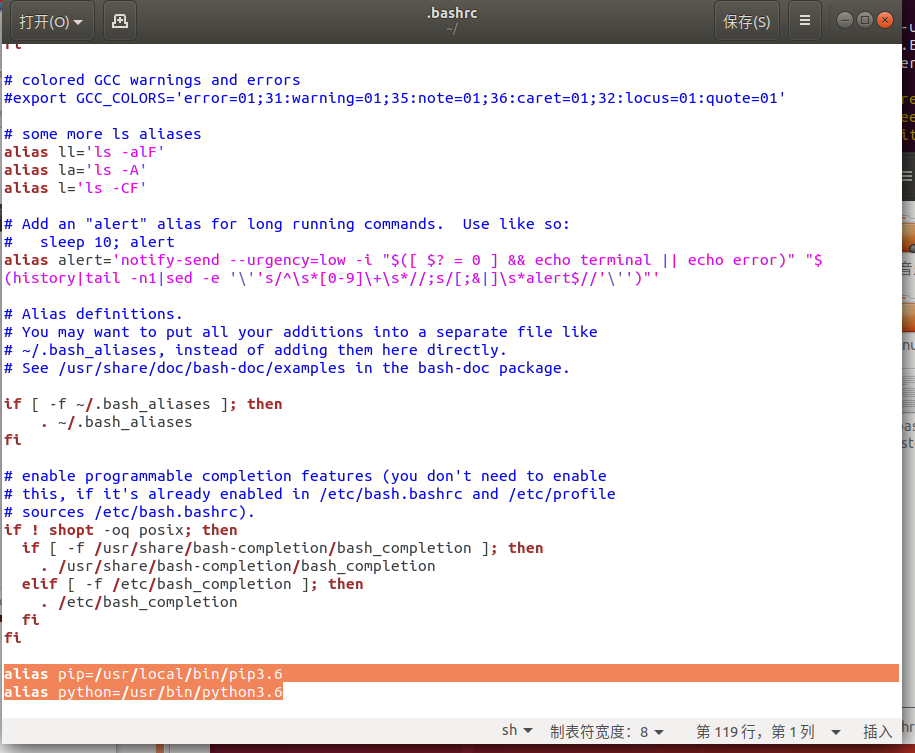 打开(O)
.bashrc
~/
保存(S)
# colored GCC warnings and errors
#export GCC_COLORS='error=01;31:warning=01;35:note=01;36:caret=01;32:locus=01:quote=01'
# some more ls aliases
alias ll='ls -alF'
alias la='ls -A'
alias l='ls -CF'
# Add an "alert" alias for long running commands.  Use like so:
#   sleep 10; alert
alias alert='notify-send --urgency=low -i "$([ $? = 0 ] && echo terminal || echo error)" "$
(history|tail -n1|sed -e '\''s/^\s*[0-9]\+\s*//;s/[;&|]\s*alert$//'\'')"'
# Alias definitions.
# You may want to put all your additions into a separate file like
# ~/.bash_aliases, instead of adding them here directly.
# See /usr/share/doc/bash-doc/examples in the bash-doc package.
if [ -f ~/.bash_aliases ]; then
    . ~/.bash_aliases
fi
# enable programmable completion features (you don't need to enable
# this, if it's already enabled in /etc/bash.bashrc and /etc/profile
# sources /etc/bash.bashrc).
if ! shopt -oq posix; then
  if [ -f /usr/share/bash-completion/bash_completion ]; then
    . /usr/share/bash-completion/bash_completion
  elif [ -f /etc/bash_completion ]; then
    . /etc/bash_completion
  fi
fi
alias pip=/usr/local/bin/pip3.6
alias python=/usr/bin/python3.6
sh 制表符宽度：8 第 119 行，第 1 列 插入